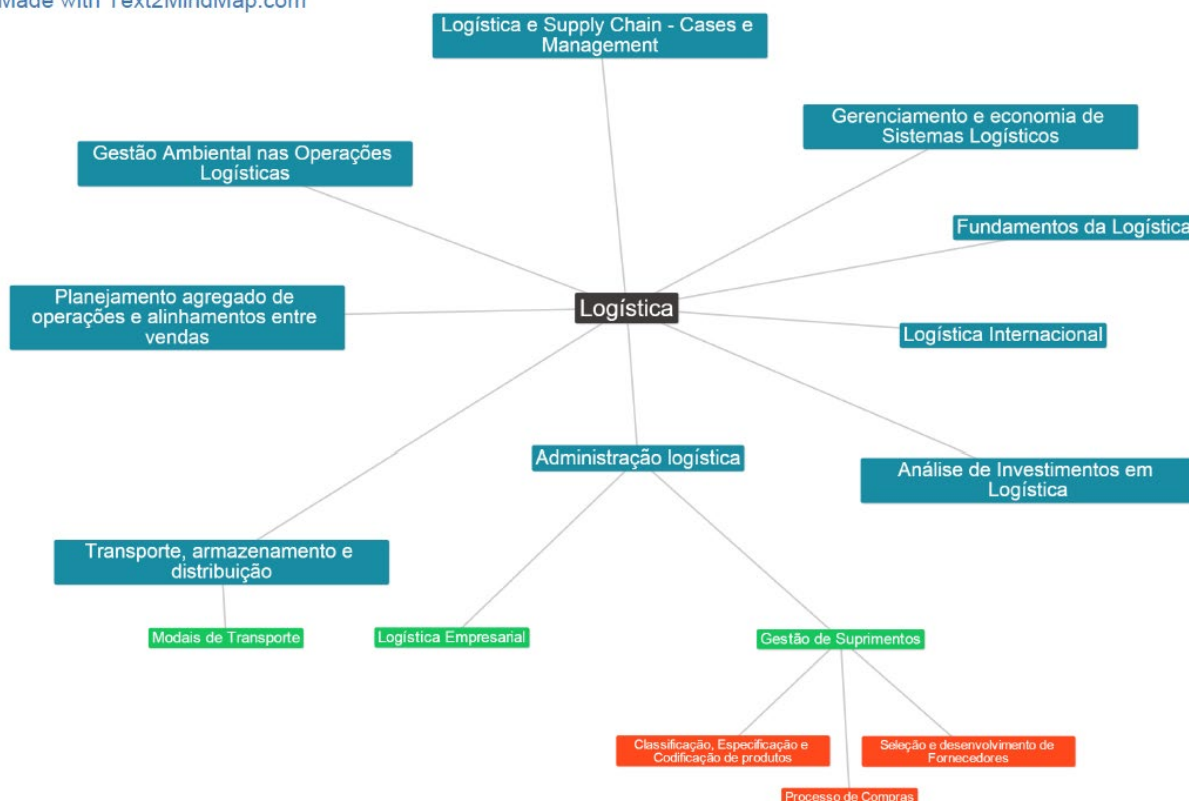 Made with Text2MindMap.com
Logística e Supply Chain - Cases e
Management
Gerenciamento e economia de
Sistemas Logísticos
Gestão Ambiental nas Operações
Logísticas
Fundamentos da Logística
Planejamento agregado de
operações e alinhamentos entre
vendas
Logística
Logística Internacional
Administração logística
Análise de Investimentos em
Logística
Transporte, armazenamento e
distribuição
Modais de Transporte
Logística Empresarial
Gestão de Suprimentos
Classificação, Especificação e
Codificação de produtos
Seleção e desenvolvimento de
Fornecedores
Processo de Compras